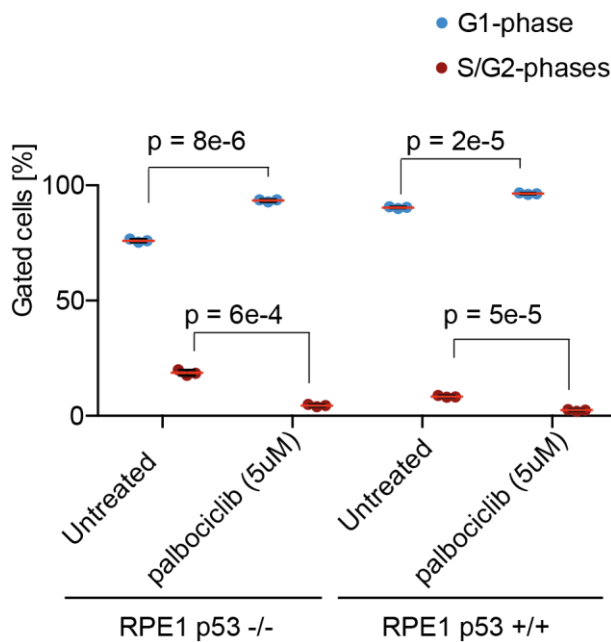 G1-phase
S/G2-phases
p = 8e-6
p = 2e-5
100
Gated cells [%]
50
p = 6e-4
p = 5e-5
0
Untreated
palbociclib (5uM)
Untreated
palbociclib (5uM)
RPE1 p53 -/-
RPE1 p53 +/+